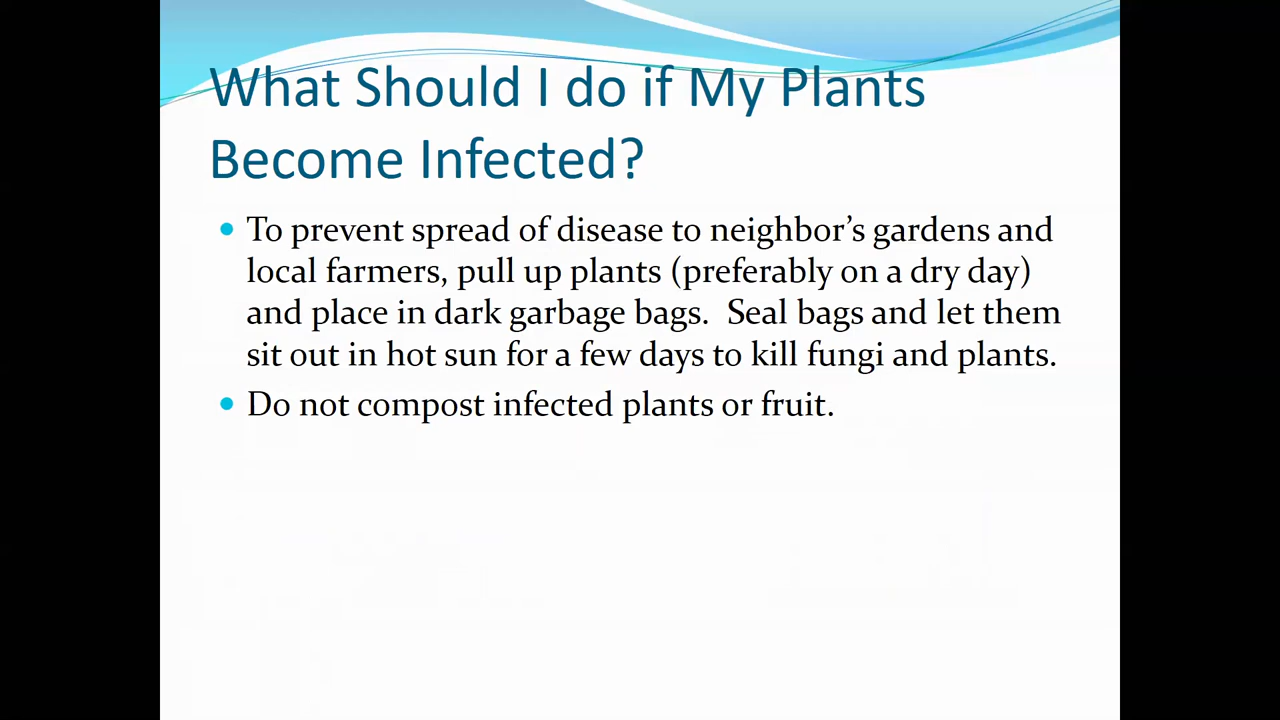 What Should I do if My Plants
Become Infected?
To prevent spread of disease to neighbor’s gardens and
local farmers, pull up plants (preferably on a dry day)
and place in dark garbage bags.  Seal bags and let them
sit out in hot sun for a few days to kill fungi and plants.
Do not compost infected plants or fruit.